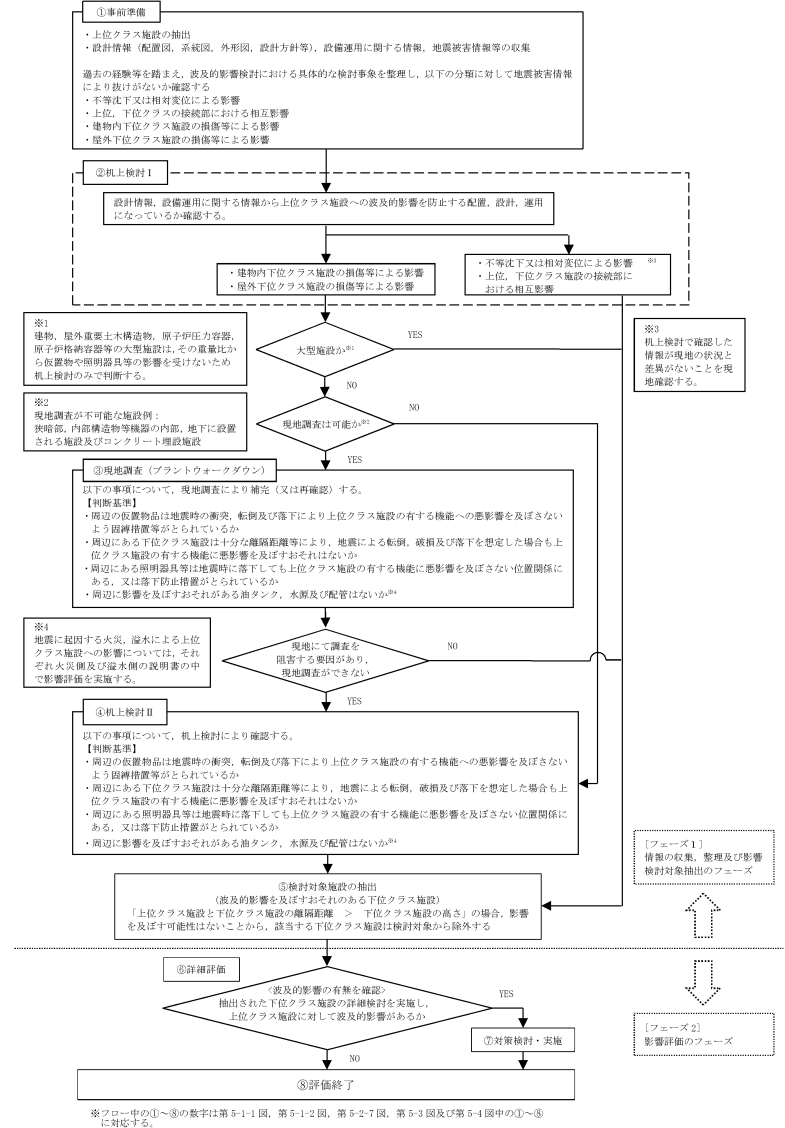 ①事前準備
・上位クラス施設の抽出
・設計情報（配置図，系統図，外形図，設計方針等），設備運用に関する情報，地震被害情報等の収集
過去の経験等を踏まえ，波及的影響検討における具体的な検討事象を整理し，以下の分類に対して地震被害情報
により抜けがないか確認する
・不等沈下又は相対変位による影響
・上位，下位クラスの接続部における相互影響
・建物内下位クラス施設の損傷等による影響
・屋外下位クラス施設の損傷等による影響
②机上検討Ⅰ
設計情報，設備運用に関する情報から上位クラス施設への波及的影響を防止する配置，設計，運用
になっているか確認する。
・建物内下位クラス施設の損傷等による影響
・屋外下位クラス施設の損傷等による影響
・不等沈下又は相対変位による影響 ※3
・上位，下位クラス施設の接続部に
おける相互影響
※1
建物，屋外重要土木構造物，原子炉圧力容器，
原子炉格納容器等の大型施設は，その重量比か
ら仮置物や照明器具等の影響を受けないため
机上検討のみで判断する。
大型施設か※1
YES
NO
※3
机上検討で確認した
情報が現地の状況と
差異がないことを現
地確認する。
※2
現地調査が不可能な施設例：
狭暗部，内部構造物等機器の内部，地下に設置
される施設及びコンクリート埋設施設
現地調査は可能か※2
NO
YES
③現地調査（プラントウォークダウン）
以下の事項について，現地調査により補完（又は再確認）する。
【判断基準】
・周辺の仮置物品は地震時の衝突，転倒及び落下により上位クラス施設の有する機能への悪影響を及ぼさない
よう固縛措置等がとられているか
・周辺にある下位クラス施設は十分な離隔距離等により，地震による転倒，破損及び落下を想定した場合も上
位クラス施設の有する機能に悪影響を及ぼすおそれはないか
・周辺にある照明器具等は地震時に落下しても上位クラス施設の有する機能に悪影響を及ぼさない位置関係に
ある，又は落下防止措置がとられているか
・周辺に影響を及ぼすおそれがある油タンク，水源及び配管はないか※4
※4
地震に起因する火災，溢水による上位
クラス施設への影響については，それ
ぞれ火災側及び溢水側の説明書の中
で影響評価を実施する。
現地にて調査を
阻害する要因があり，
現地調査ができない
NO
YES
④机上検討Ⅱ
以下の事項について，机上検討により確認する。
【判断基準】
・周辺の仮置物品は地震時の衝突，転倒及び落下により上位クラス施設の有する機能への悪影響を及ぼさない
よう固縛措置等がとられているか
・周辺にある下位クラス施設は十分な離隔距離等により，地震による転倒，破損及び落下を想定した場合も上
位クラス施設の有する機能に悪影響を及ぼすおそれはないか
・周辺にある照明器具等は地震時に落下しても上位クラス施設の有する機能に悪影響を及ぼさない位置関係に
ある，又は落下防止措置がとられているか
・周辺に影響を及ぼすおそれがある油タンク，水源及び配管はないか※4
[フェーズ1]
情報の収集，整理及び影響
検討対象抽出のフェーズ
⑤検討対象施設の抽出
（波及的影響を及ぼすおそれのある下位クラス施設）
「上位クラス施設と下位クラス施設の離隔距離 ＞ 下位クラス施設の高さ」の場合，影響
を及ぼす可能性はないことから，該当する下位クラス施設は検討対象から除外する
⑥詳細評価
<波及的影響の有無を確認>
抽出された下位クラス施設の詳細検討を実施し，
上位クラス施設に対して波及的影響があるか
YES
⑦対策検討・実施
[フェーズ2]
影響評価のフェーズ
NO
⑧評価終了
※フロー中の①～⑧の数字は第 5-1-1 図，第 5-1-2，第 5-2-7 図，第 5-3 図及び第 5-4 図中の①～⑧
に対応する。